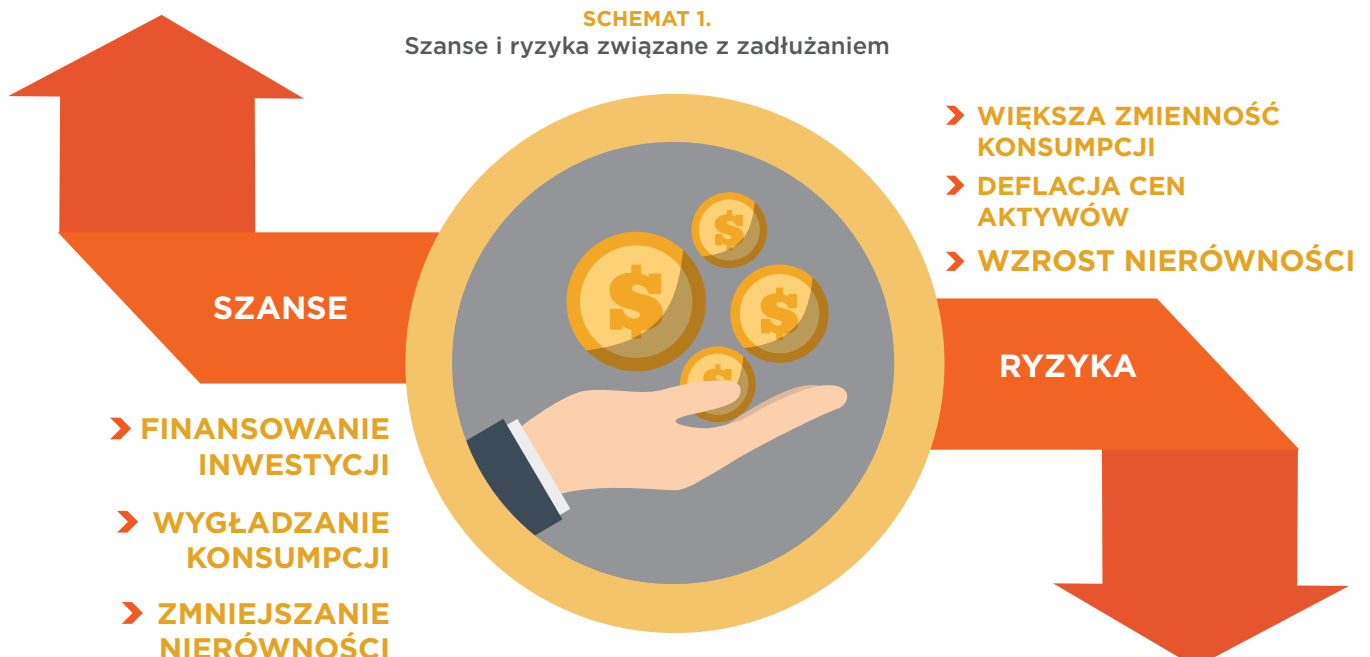 SCHEMAT 1.
Szanse i ryzyka związane z zadłużaniem
SZANSE
FINANSOWANIE
INWESTYCJI
WYGŁADZANIE
KONSUMPCJI
ZMNIEJSZANIE
NIERÓWNOŚCI
$
$
$
$
WIĘKSZA ZMIENNOŚĆ
KONSUMPCJI
DEFLACJA CEN
AKTYWÓW
WZROST NIERÓWNOŚCI
RYZYKA